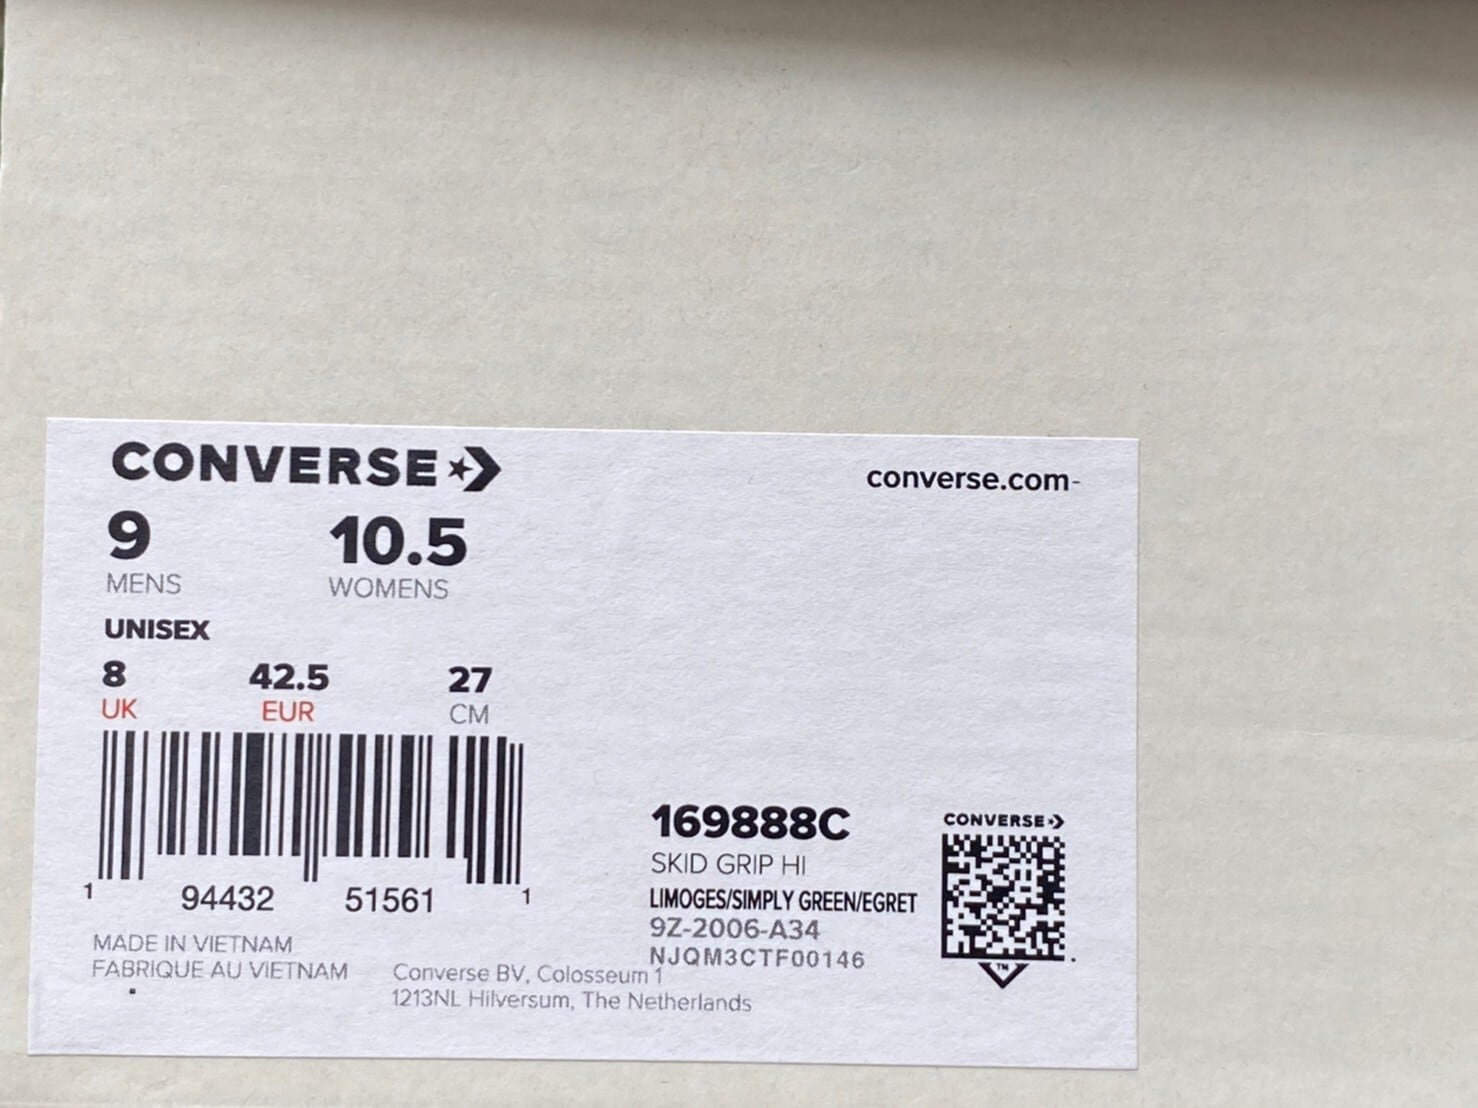 CONVERSE
converse.com-
9 10.5
MENS WOMENS
UNISEX
8 42.5 27
UK EUR CM
1 94432 51561 1
MADE IN VIETNAM
FABRIQUE AU VIETNAM
Converse BV, Colosseum 1
1213NL Hilversum, The Netherlands
169888C
SKID GRIP HI
LIMOGES/SIMPLY GREEN/EGRET
9Z-2006-A34
NJQM3CTF00146
CONVERSE
TM